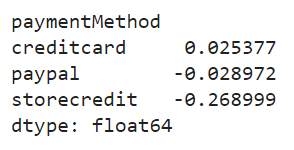 paymentMethod
creditcard     0.025377
paypal        -0.028972
storecredit   -0.268999
dtype: float64